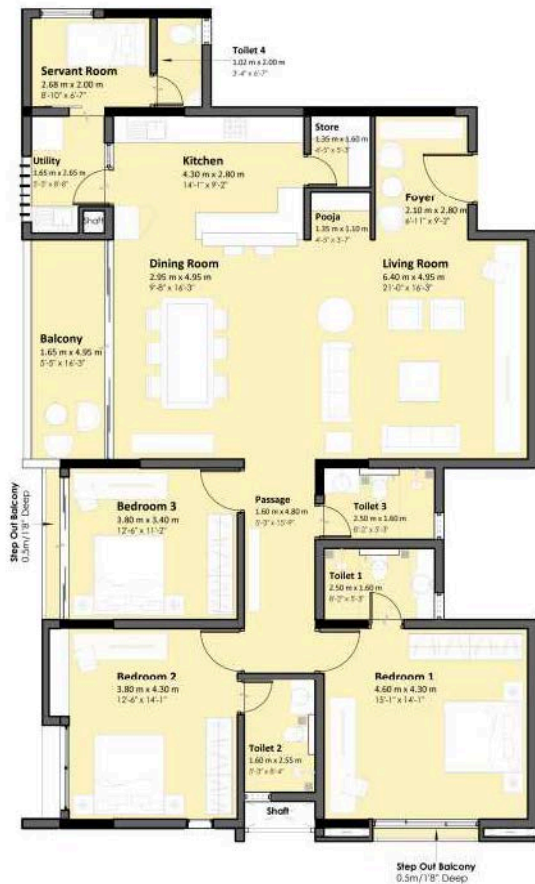 Toilet 4
1.02 m x 2.00 m
3'-4" x 6'-7"
Servant Room
2.68 m x 2.00 m
8'-10" x 6'-7"
Store
1.35 m x 1.60 m
4'-5" x 5'-3"
Kitchen
4.30 m x 2.80 m
14'-1" x 9'-2"
Utility
1.65 m x 2.65 m
5'-5" x 8'-8"
Foyer
2.10 m x 2.80 m
6'-11" x 9'-2"
Shaft
Pooja
1.35 m x 1.10 m
4'-5" x 3'-7"
Dining Room
2.95 m x 4.95 m
9'-8" x 16'-3"
Living Room
6.40 m x 4.95 m
21'-0" x 16'-3"
Balcony
1.65 m x 4.95 m
5'-5" x 16'-3"
Step Out Balcony
0.5m/1'8" Deep
Bedroom 3
3.80 m x 3.40 m
12'-6" x 11'-2"
Passage
1.60 m x 4.80 m
5'-3" x 15'-9"
Toilet 3
2.50 m x 1.60 m
8'-2" x 5'-3"
Toilet 1
2.50 m x 1.60 m
8'-2" x 5'-3"
Bedroom 2
3.80 m x 4.30 m
12'-6" x 14'-1"
Bedroom 1
4.60 m x 4.30 m
15'-1" x 14'-1"
Toilet 2
1.60 m x 2.55 m
5'-3" x 8'-4"
Shaft
Step Out Balcony
0.5m/1'8" Deep